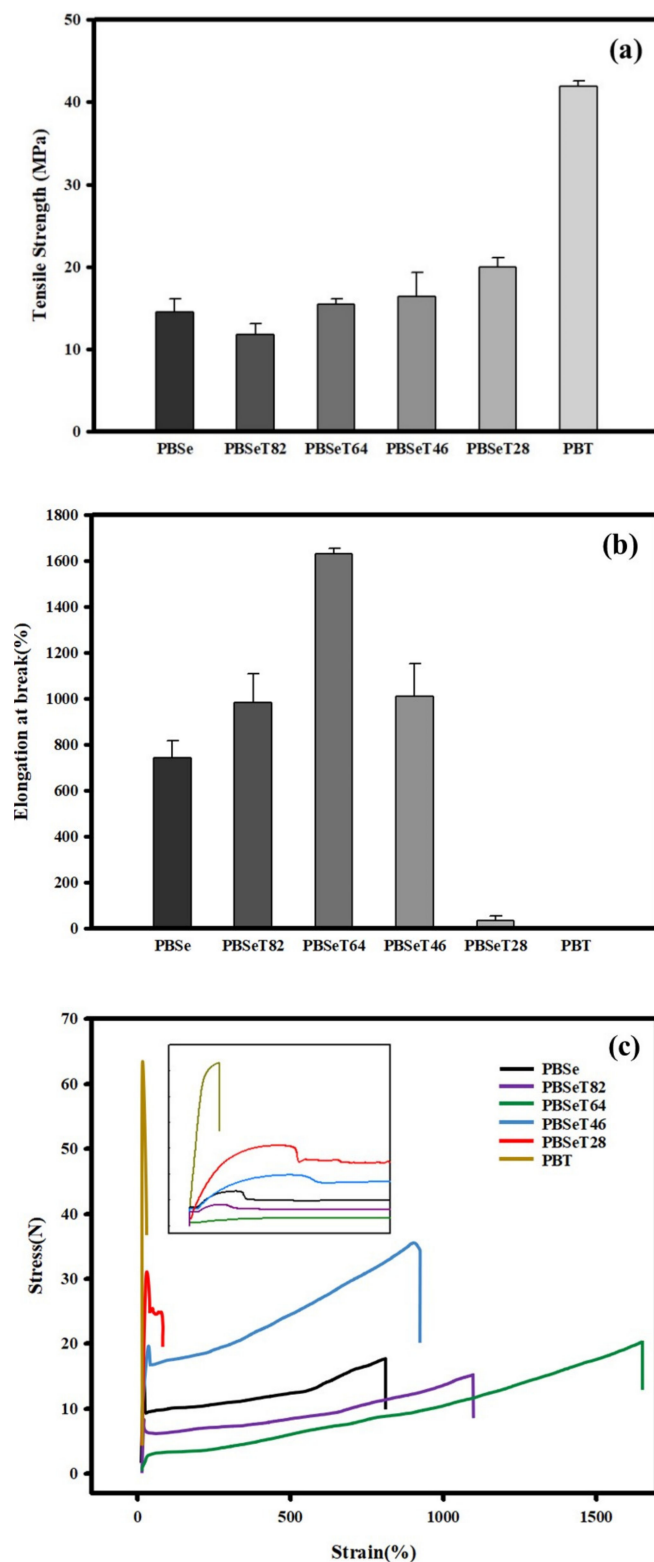 (a)
Tensile Strength (MPa)
50
40
30
20
10
0
PBSe PBSeT82 PBSeT64 PBSeT46 PBSeT28 PBT
(b)
Elongation at break(%)
1800
1600
1400
1200
1000
800
600
400
200
0
PBSe PBSeT82 PBSeT64 PBSeT46 PBSeT28 PBT
(c)
Stress(N)
70
60
50
40
30
20
10
0
PBSe
PBSeT82
PBSeT64
PBSeT46
PBSeT28
PBT
0 500 1000 1500
Strain(%)